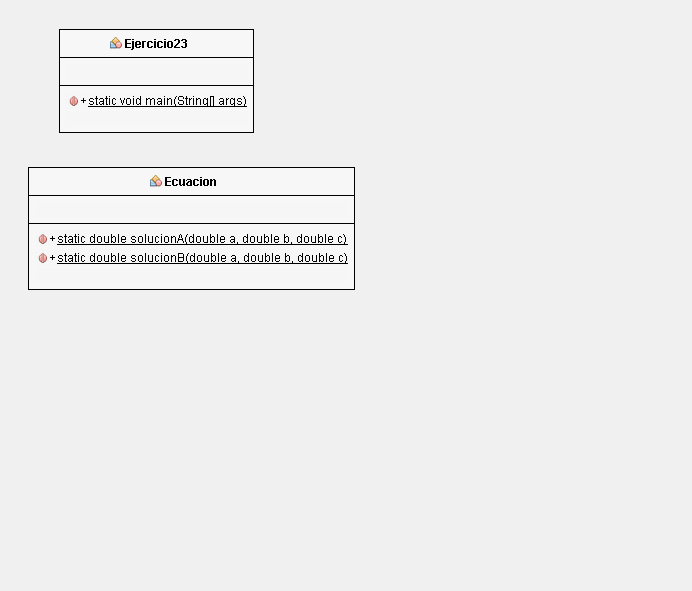 Ejercicio23
+ static void main(String[] args)
Ecuacion
+ static double solucionA(double a, double b, double c)
+ static double solucionB(double a, double b, double c)